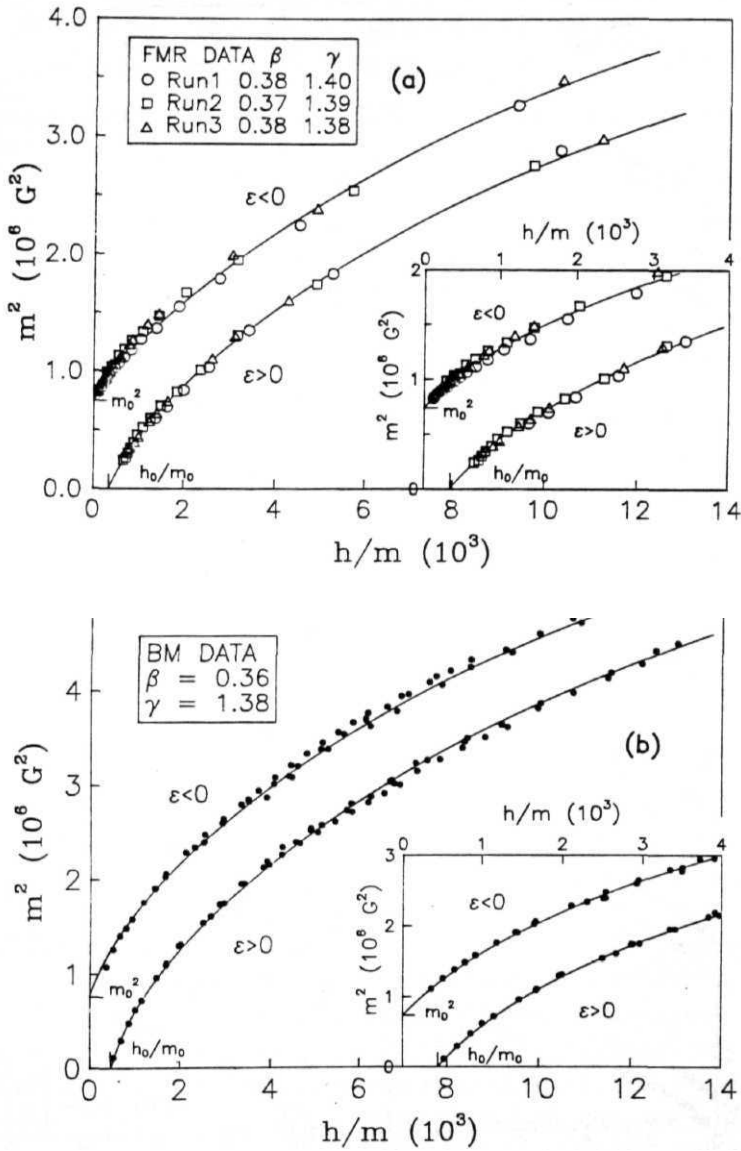 4.0
FMR DATA β γ
○ Run1 0.38 1.40
□ Run2 0.37 1.39
△ Run3 0.38 1.38
(a)
3.0
2.0
1.0
0.0
m² (10⁶ G²)
ε<0
ε>0
m₀²
h₀/m₀
0 2 4 6 8 10 12 14
h/m (10³)
h/m (10³)
0 1 2 3 4
2
1
0
m² (10⁶ G²)
ε<0
ε>0
m₀²
h₀/m₀
BM DATA
β = 0.36
γ = 1.38
(b)
4
3
2
1
0
m² (10⁶ G²)
ε<0
ε>0
m₀²
h₀/m₀
0 2 4 6 8 10 12 14
h/m (10³)
h/m (10³)
0 1 2 3 4
3
2
1
0
m² (10⁶ G²)
ε<0
ε>0
m₀²
h₀/m₀